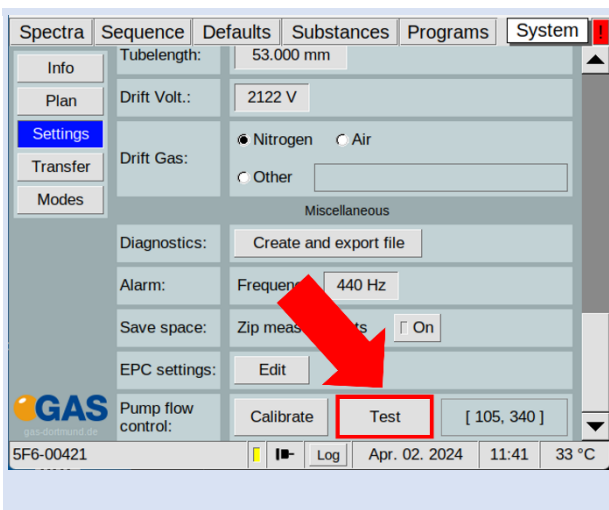 Spectra Sequence Defaults Substances Programs System !
Info
Plan
Settings
Transfer
Modes
Tubelength: 53.000 mm
Drift Volt.: 2122 V
Drift Gas: Nitrogen Air
Other
Miscellaneous
Diagnostics: Create and export file
Alarm: 440 Hz
Save space: Zip On
EPC settings: Edit
Pump flow control: Calibrate Test [ 105, 340 ]
GAS
gas-dortmund.de
5F6-00421 Log Apr. 02. 2024 11:41 33 °C